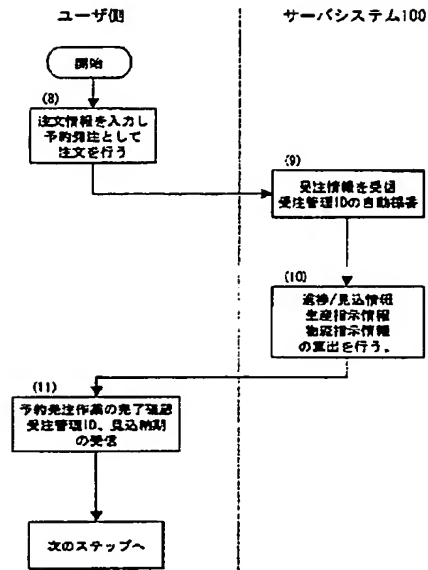 ユーザ側
サーバシステム100
開始
(8)
注文情報を入力し
予約発注として
注文を行う
(9)
発注情報を受信
受注管理IDの自動採番
(10)
進捗/見込情報
生産指示情報
物流指示情報
の算出を行う。
(11)
予約発注作業の完了確認
受注管理ID、見込納期
の受信
次のステップへ